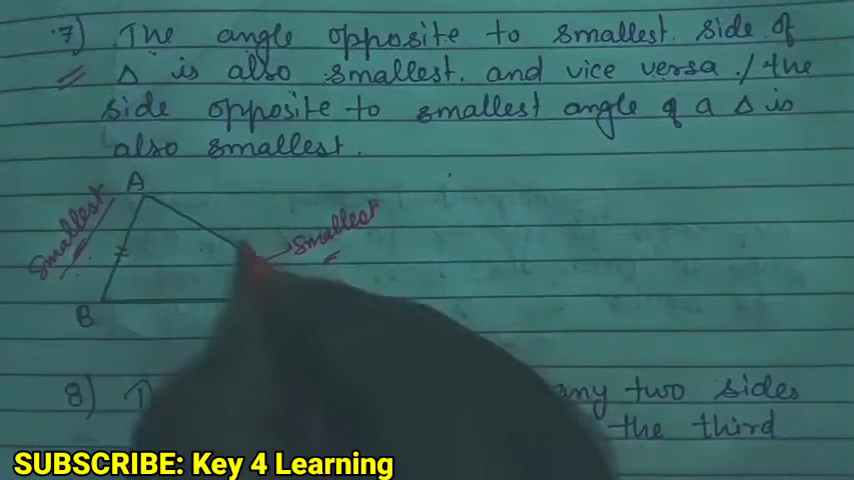 7) The angle opposite to smallest side of
Δ is also smallest. and vice versa / the
side opposite to smallest angle of a Δ is
also smallest.
A
Smallest
smallest
B
8) any two sides
the third
SUBSCRIBE: Key 4 Learning